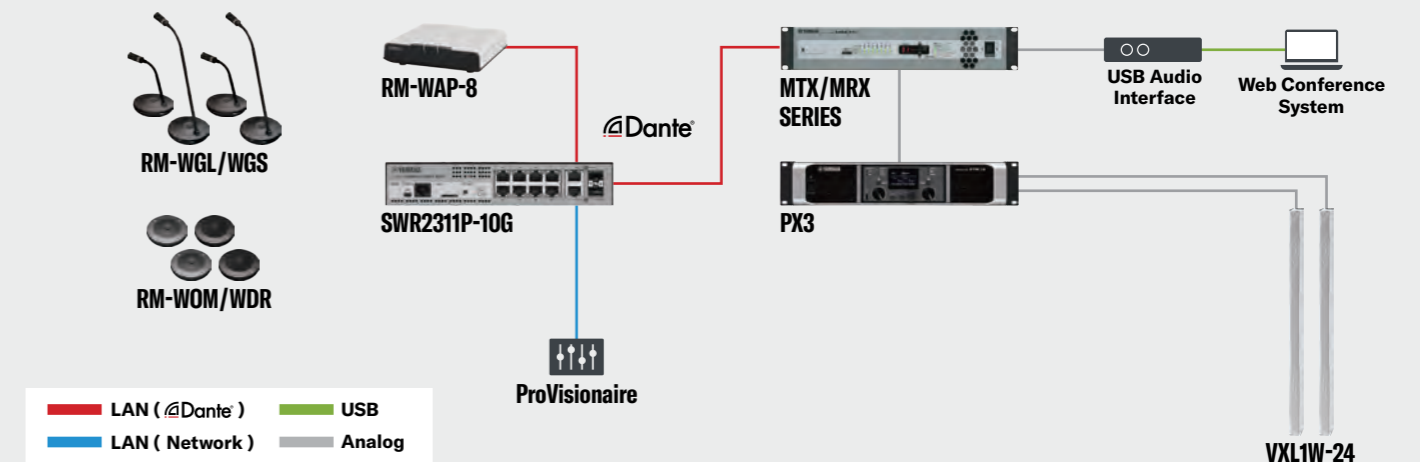 RM-WGL/WGS
RM-WOM/WDR
RM-WAP-8
Dante
SWR2311P-10G
ProVisionaire
MTX/MRX
SERIES
PX3
USB Audio
Interface
Web Conference
System
VXL1W-24
LAN ( Dante )
USB
LAN ( Network )
Analog